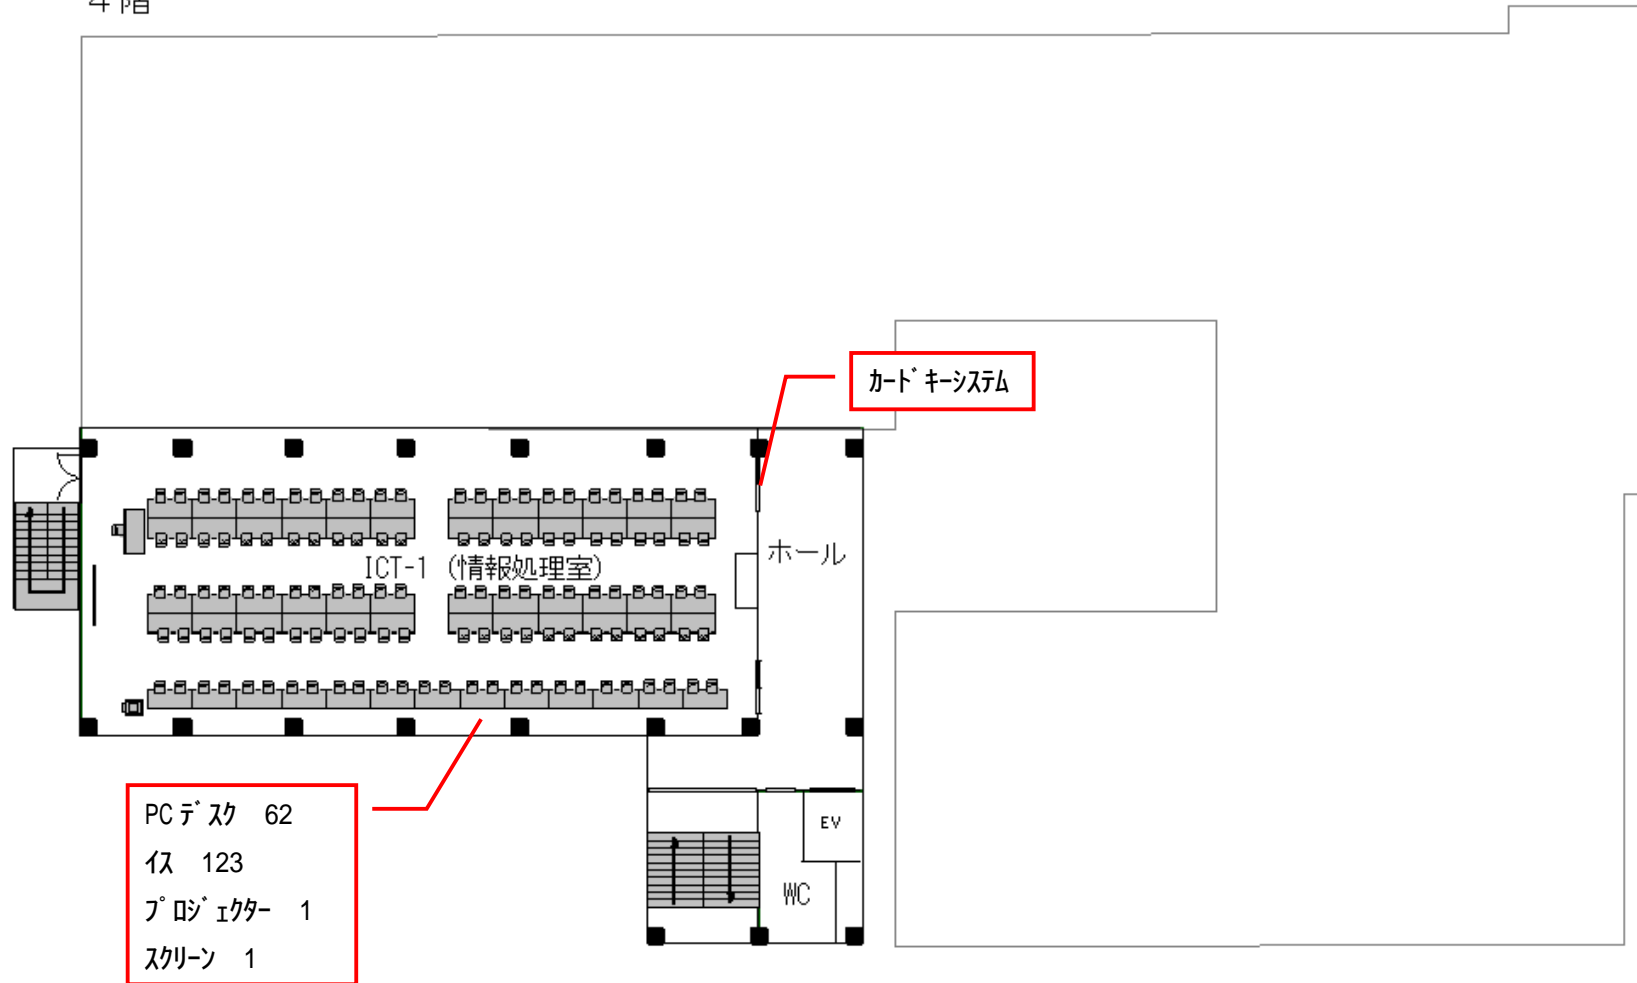 4階
カードキーシステム
ICT-1 (情報処理室)
ホール
PCデスク 62
イス 123
プロジェクター 1
スクリーン 1
EV
WC